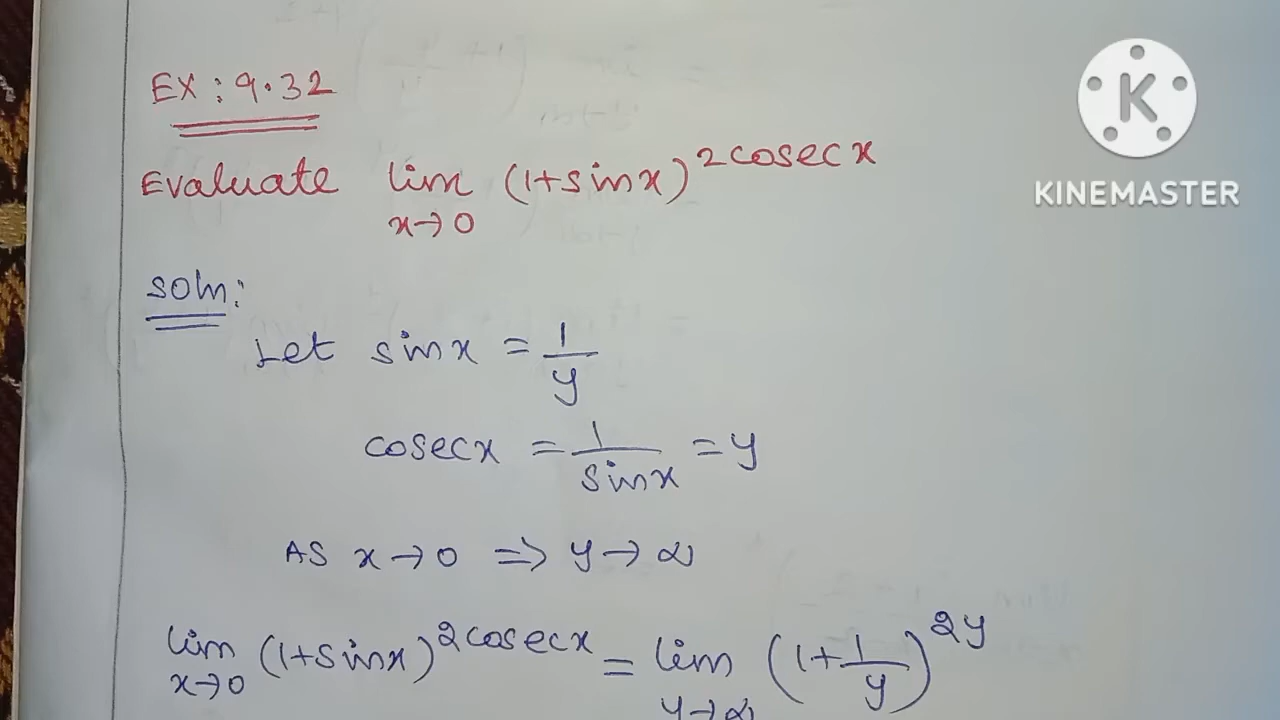 EX: 9.32
K
KINEMASTER
Evaluate lim x→0 (1+sinx)^2cosecx
soln:
Let sinx = 1/y
cosecx = 1/sinx = y
As x→0 => y→∞
lim x→0 (1+sinx)^2cosecx = lim y→∞ (1+1/y)^2y